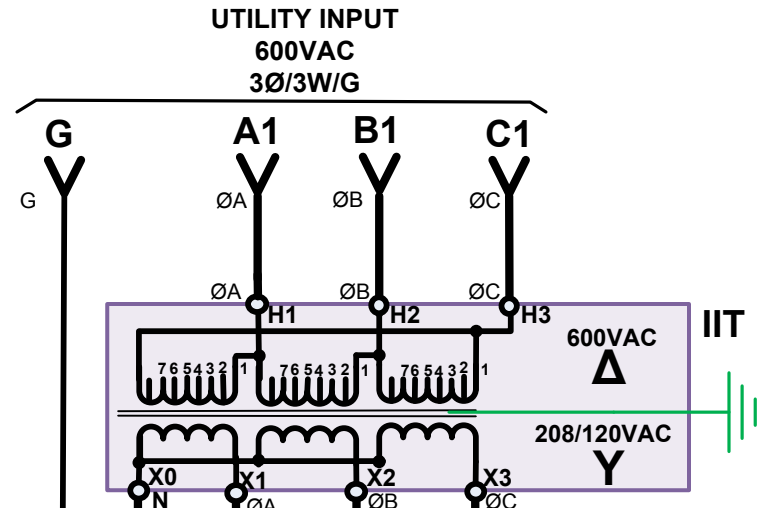 UTILITY INPUT
600VAC
3Ø/3W/G
G A1 B1 C1
G ØA ØB ØC
ØA ØB ØC
H1 H2 H3
IIT
600VAC
Δ
7 6 5 4 3 2 1 7 6 5 4 3 2 1 7 6 5 4 3 2 1
208/120VAC
Y
X0 X1 X2 X3
N ØA ØB ØC